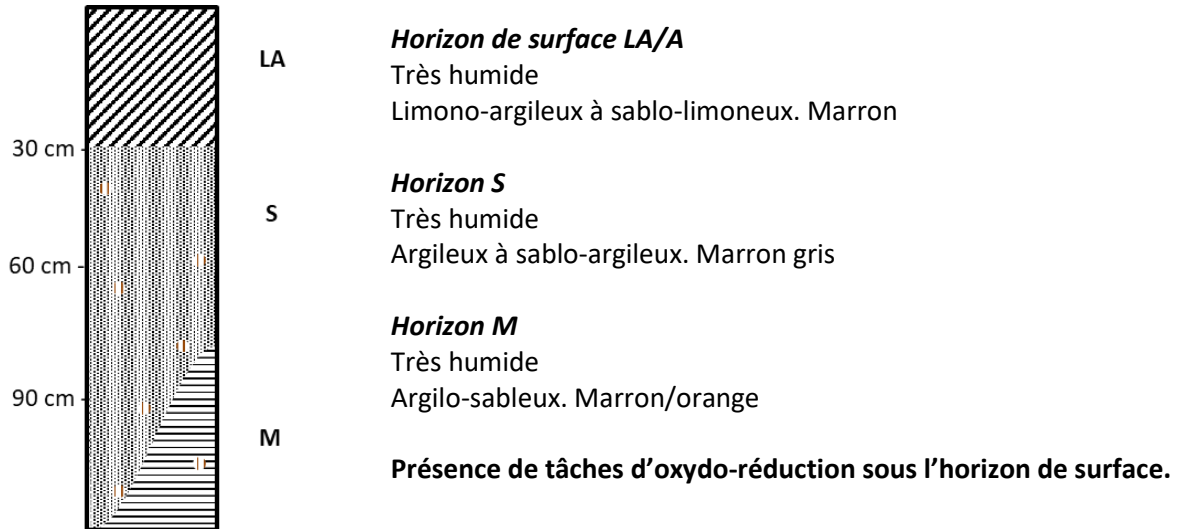 LA
30 cm
S
60 cm
90 cm
M
Horizon de surface LA/A
Très humide
Limono-argileux à sablo-limoneux. Marron
Horizon S
Très humide
Argileux à sablo-argileux. Marron gris
Horizon M
Très humide
Argilo-sableux. Marron/orange
Présence de tâches d’oxydo-réduction sous l’horizon de surface.